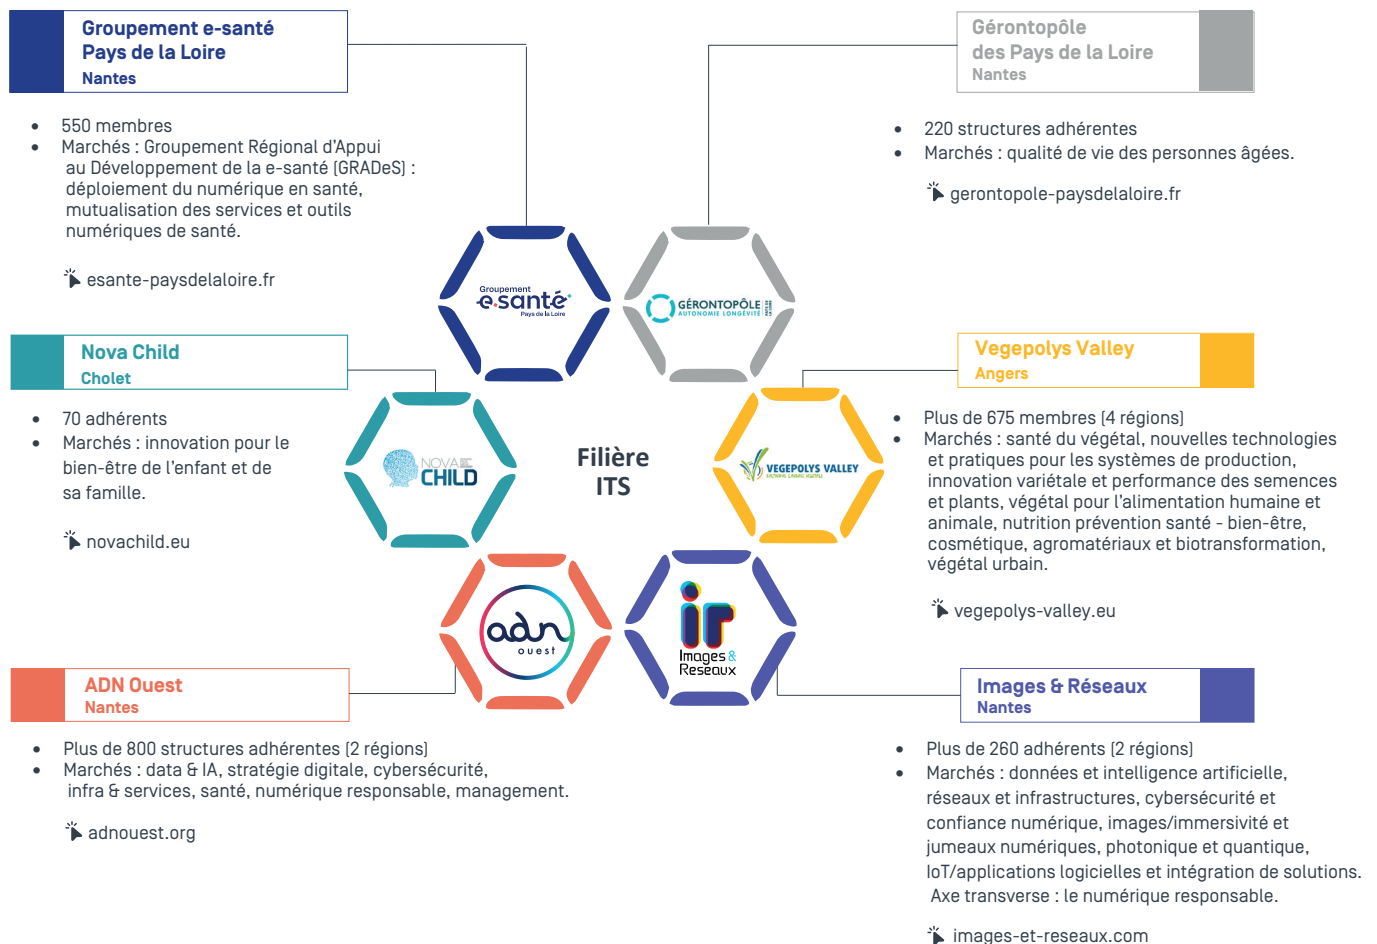 Groupement e-santé
Pays de la Loire
Nantes
• 550 membres
• Marchés : Groupement Régional d’Appui
au Développement de la e-santé (GRADeS) :
déploiement du numérique en santé,
mutualisation des services et outils
numériques de santé.
esante-paysdelaloire.fr
Gérontopôle
des Pays de la Loire
Nantes
• 220 structures adhérentes
• Marchés : qualité de vie des personnes âgées.
gerontopole-paysdelaloire.fr
Groupement
e.santé
Pays de la Loire
GÉRONTOPÔLE
AUTONOMIE LONGÉVITÉ
PAYS DE LA LOIRE
Nova Child
Cholet
• 70 adhérents
• Marchés : innovation pour le
bien-être de l’enfant et de
sa famille.
novachild.eu
NOVA
CHILD
Filière
ITS
VEGEPOLYS VALLEY
Vegepolys Valley
Angers
• Plus de 675 membres (4 régions)
• Marchés : santé du végétal, nouvelles technologies
et pratiques pour les systèmes de production,
innovation variétale et performance des semences
et plants, végétal pour l’alimentation humaine et
animale, nutrition prévention santé - bien-être,
cosmétique, agromatériaux et biotransformation,
végétal urbain.
vegepolys-valley.eu
adn
ouest
ir
Images &
Reseaux
ADN Ouest
Nantes
• Plus de 800 structures adhérentes (2 régions)
• Marchés : data & IA, stratégie digitale, cybersécurité,
infra & services, santé, numérique responsable, management.
adnouest.org
Images & Réseaux
Nantes
• Plus de 260 adhérents (2 régions)
• Marchés : données et intelligence artificielle,
réseaux et infrastructures, cybersécurité et
confiance numérique, images/immersivité et
jumeaux numériques, photonique et quantique,
IoT/applications logicielles et intégration de solutions.
Axe transverse : le numérique responsable.
images-et-reseaux.com